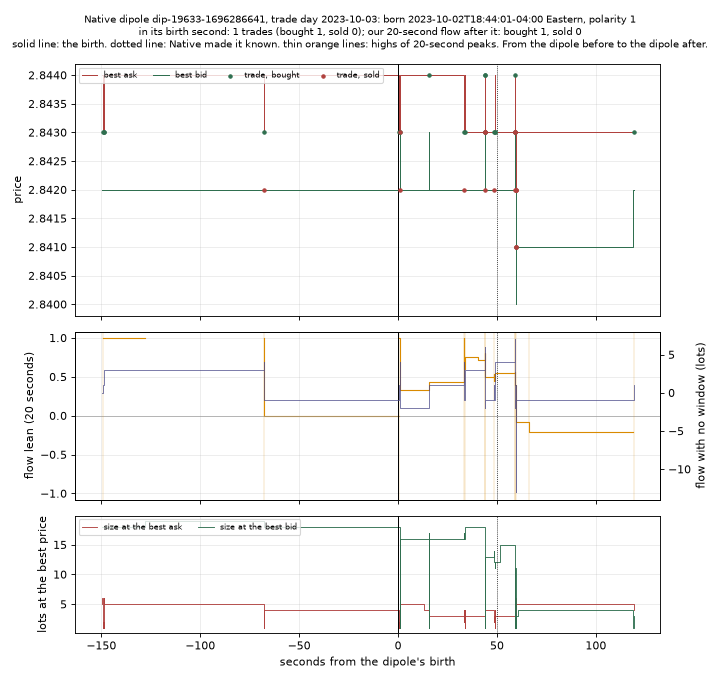 Native dipole dip-19633-1696286641, trade day 2023-10-03: born 2023-10-02T18:44:01-04:00 Eastern, polarity 1
in its birth second: 1 trades (bought 1, sold 0); our 20-second flow after it: bought 1, sold 0
solid line: the birth. dotted line: Native made it known. thin orange lines: highs of 20-second peaks. From the dipole before to the dipole after.
best ask best bid trade, bought trade, sold
2.8440
2.8435
2.8430
2.8425
2.8420
2.8415
2.8410
2.8405
2.8400
price
1.0
0.5
0.0
−0.5
−1.0
flow lean (20 seconds)
5
0
−5
−10
flow with no window (lots)
size at the best ask size at the best bid
15
10
5
lots at the best price
−150 −100 −50 0 50 100
seconds from the dipole's birth